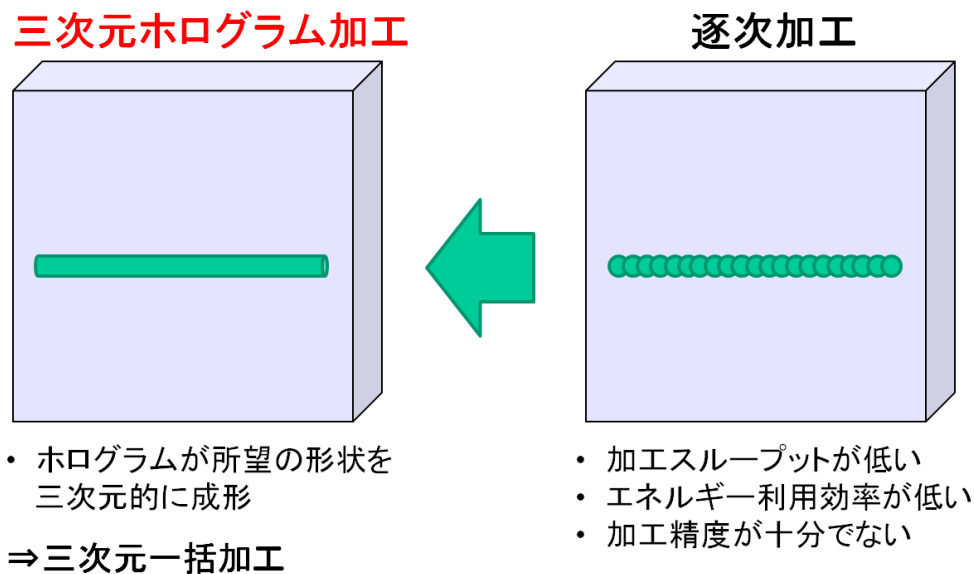 三次元ホログラム加工
逐次加工
・ ホログラムが所望の形状を
三次元的に成形
⇒三次元一括加工
・ 加工スループットが低い
・ エネルギー利用効率が低い
・ 加工精度が十分でない